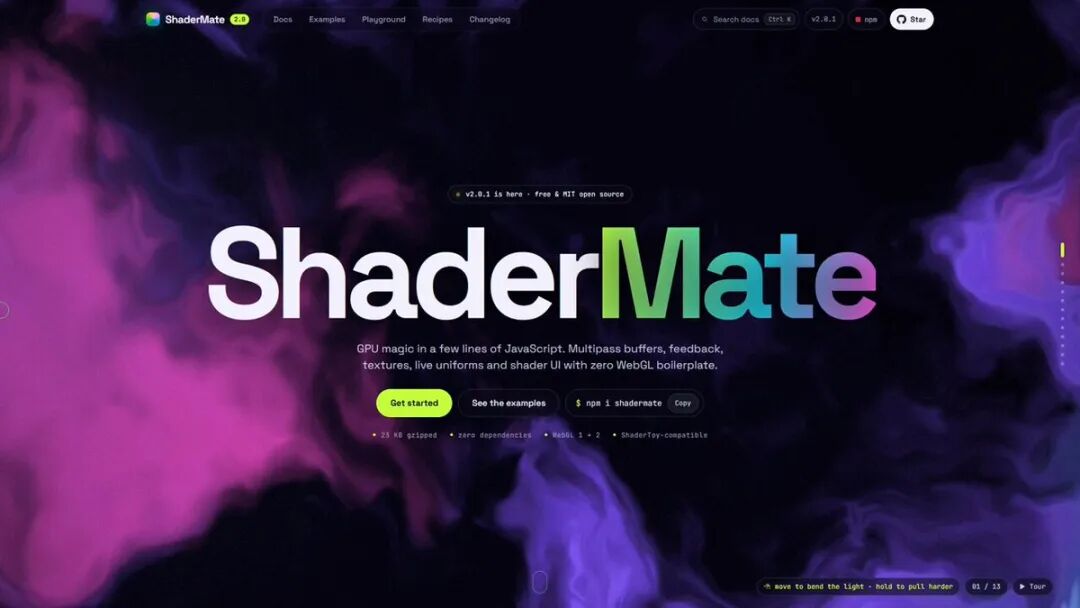 ShaderMate 2.0 Docs Examples Playground Recipes Changelog Search docs Ctrl K v2.0.1 npm Star
v2.0.1 is here · free & MIT open source
ShaderMate
GPU magic in a few lines of JavaScript. Multipass buffers, feedback,
textures, live uniforms and shader UI with zero WebGL boilerplate.
Get started See the examples $ npm i shadermate Copy
23 KB gzipped zero dependencies WebGL 1 + 2 ShaderToy-compatible
move to bend the light · hold to pull harder 01 / 13 Tour